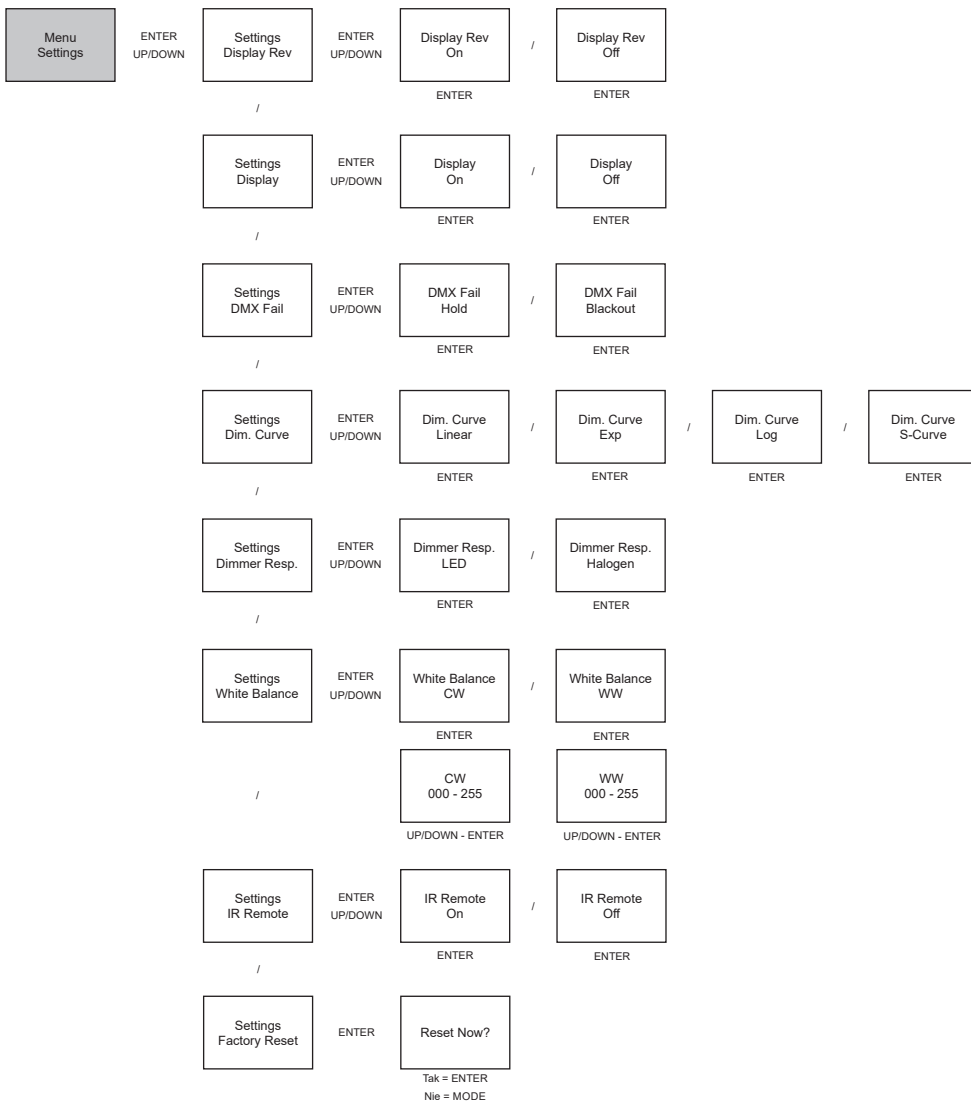 Menu
Settings
ENTER
UP/DOWN
Settings
Display Rev
ENTER
UP/DOWN
Display Rev
On
/
Display Rev
Off
ENTER
ENTER
/
Settings
Display
ENTER
UP/DOWN
Display
On
/
Display
Off
ENTER
ENTER
/
Settings
DMX Fail
ENTER
UP/DOWN
DMX Fail
Hold
/
DMX Fail
Blackout
ENTER
ENTER
/
Settings
Dim. Curve
ENTER
UP/DOWN
Dim. Curve
Linear
/
Dim. Curve
Exp
/
Dim. Curve
Log
/
Dim. Curve
S-Curve
ENTER
ENTER
ENTER
ENTER
/
Settings
Dimmer Resp.
ENTER
UP/DOWN
Dimmer Resp.
LED
/
Dimmer Resp.
Halogen
ENTER
ENTER
/
Settings
White Balance
ENTER
UP/DOWN
White Balance
CW
/
White Balance
WW
ENTER
ENTER
/
CW
000 - 255
WW
000 - 255
UP/DOWN - ENTER
UP/DOWN - ENTER
Settings
IR Remote
ENTER
UP/DOWN
IR Remote
On
/
IR Remote
Off
ENTER
ENTER
/
Settings
Factory Reset
ENTER
Reset Now?
Tak = ENTER
Nie = MODE